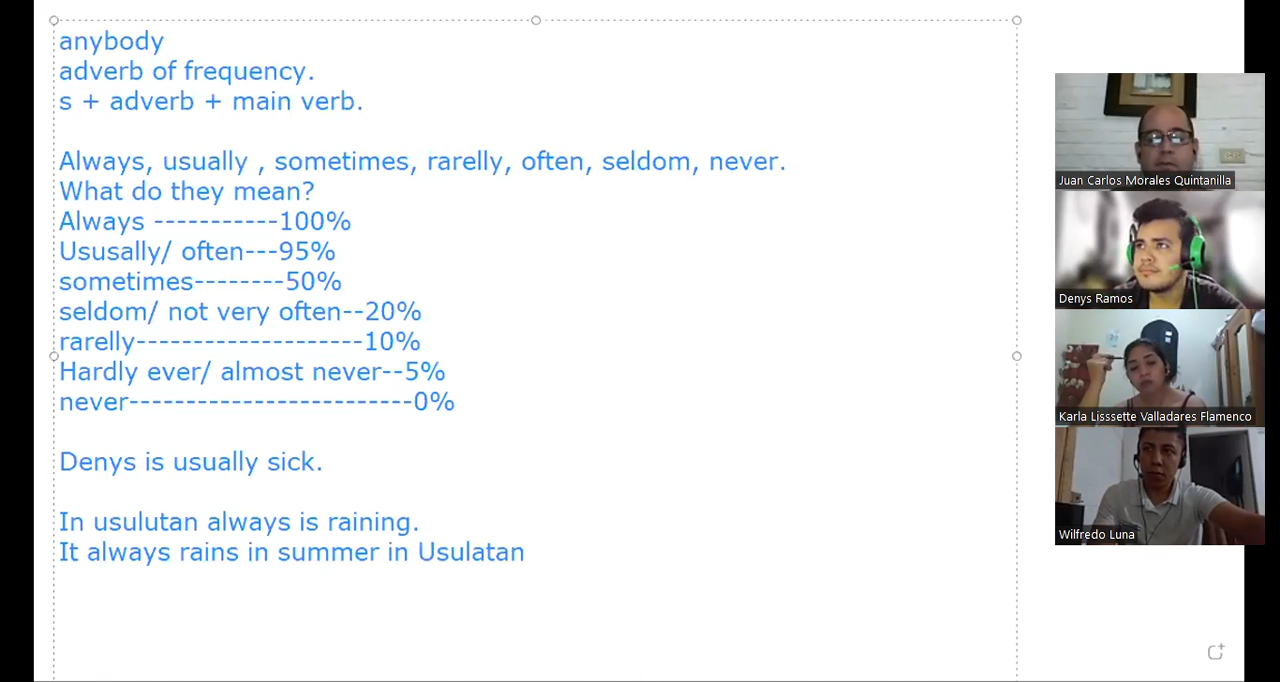 anybody
adverb of frequency.
s + adverb + main verb.
Always, usually , sometimes, rarelly, often, seldom, never.
What do they mean?
Always -----------100%
Ususally/ often---95%
sometimes--------50%
seldom/ not very often--20%
rarelly-------------------10%
Hardly ever/ almost never--5%
never-------------------------0%
Denys is usually sick.
In usulutan always is raining.
It always rains in summer in Usulatan
Juan Carlos Morales Quintanilla
Denys Ramos
Karla Lisssette Valladares Flamenco
Wilfredo Luna